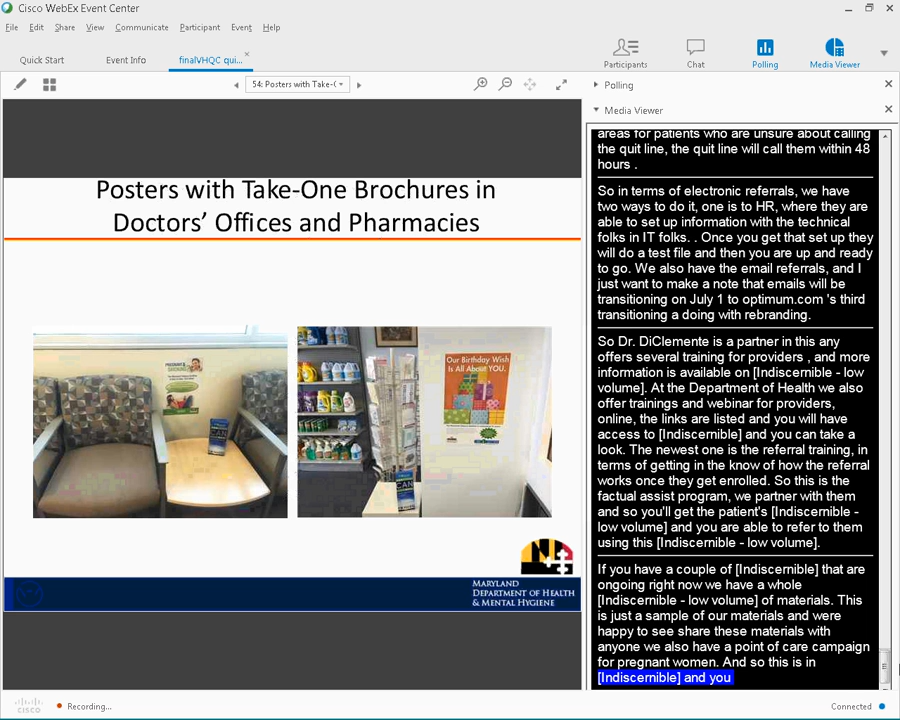 Cisco WebEx Event Center
File Edit Share View Communicate Participant Event Help
Quick Start Event Info finalVHQC qui...
Participants Chat Polling Media Viewer
54: Posters with Take-(
Polling
Media Viewer
Posters with Take-One Brochures in
Doctors' Offices and Pharmacies
Our Birthday Wish
Is All About YOU.
CAN
CAN
MARYLAND
DEPARTMENT OF HEALTH
& MENTAL HYGIENE
areas for patients who are unsure about calling
the quit line, the quit line will call them within 48
hours .
So in terms of electronic referrals, we have
two ways to do it, one is to HR, where they are
able to set up information with the technical
folks in IT folks. . Once you get that set up they
will do a test file and then you are up and ready
to go. We also have the email referrals, and I
just want to make a note that emails will be
transitioning on July 1 to optimum.com 's third
transitioning a doing with rebranding.
So Dr. DiClemente is a partner in this any
offers several training for providers , and more
information is available on [Indiscernible - low
volume]. At the Department of Health we also
offer trainings and webinar for providers,
online, the links are listed and you will have
access to [Indiscernible] and you can take a
look. The newest one is the referral training, in
terms of getting in the know of how the referral
works once they get enrolled. So this is the
factual assist program, we partner with them
and so you'll get the patient's [Indiscernible -
low volume] and you are able to refer to them
using this [Indiscernible - low volume].
If you have a couple of [Indiscernible] that are
ongoing right now we have a whole
[Indiscernible - low volume] of materials. This
is just a sample of our materials and were
happy to see share these materials with
anyone we also have a point of care campaign
for pregnant women. And so this is in
[Indiscernible] and you
CISCO
Recording...
Connected